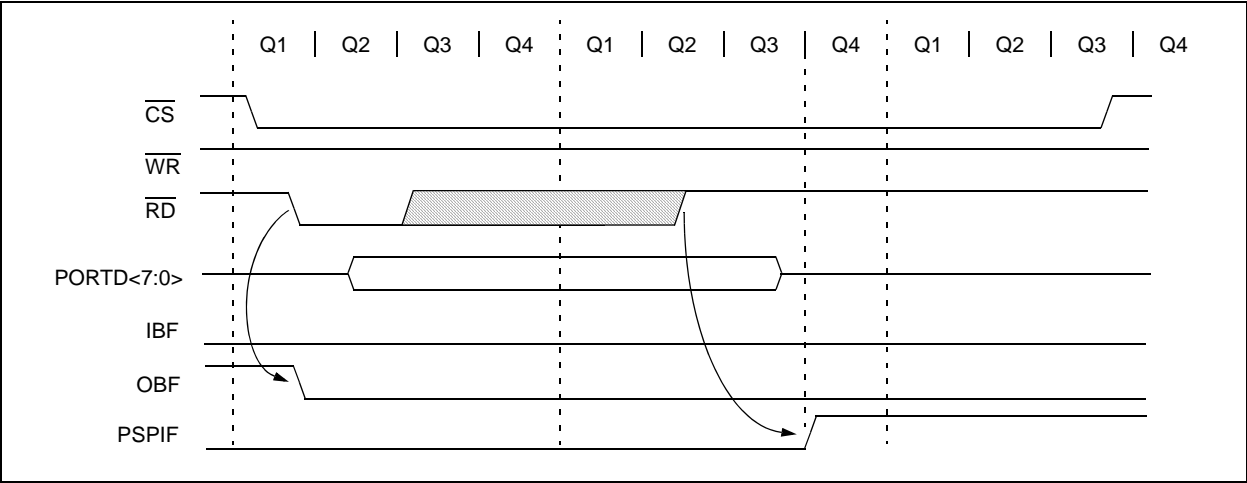 Q1 | Q2 | Q3 | Q4 Q1 | Q2 | Q3 Q4 Q1 | Q2 | Q3 | Q4
CS
WR
RD
PORTD<7:0>
IBF
OBF
PSPIF